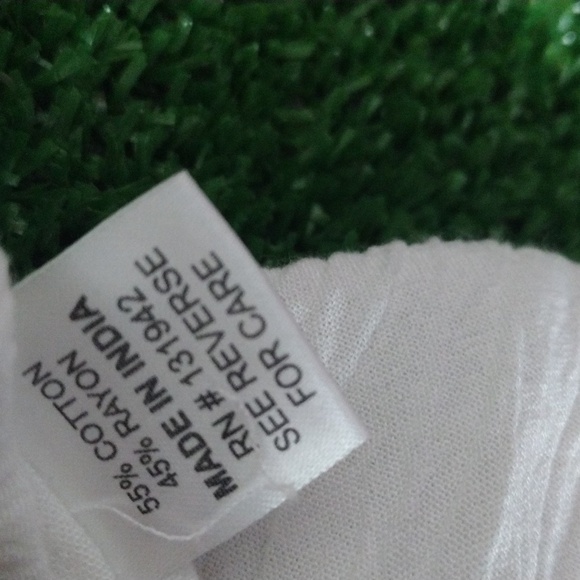 55% COTTON
45% RAYON
MADE IN INDIA
RN # 131942
SEE REVERSE
FOR CARE